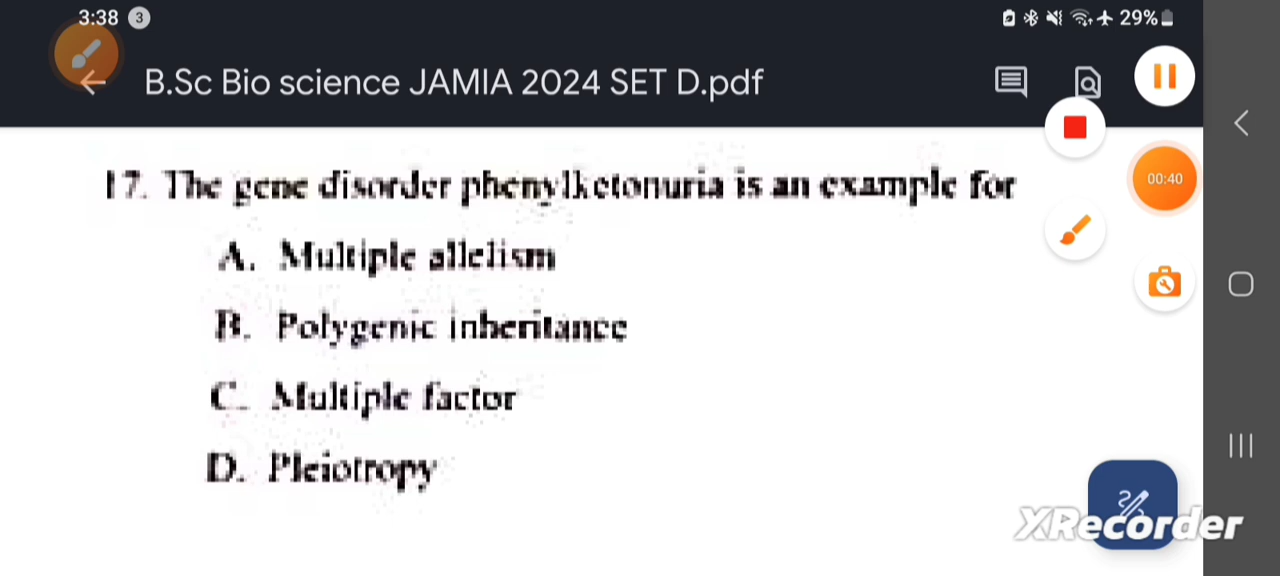 3:38 3 29%
B.Sc Bio science JAMIA 2024 SET D.pdf
00:40
17. The gene disorder phenylketonuria is an example for
A. Multiple allelism
B. Polygenic inheritance
C. Multiple factor
D. Pleiotropy
XRecorder